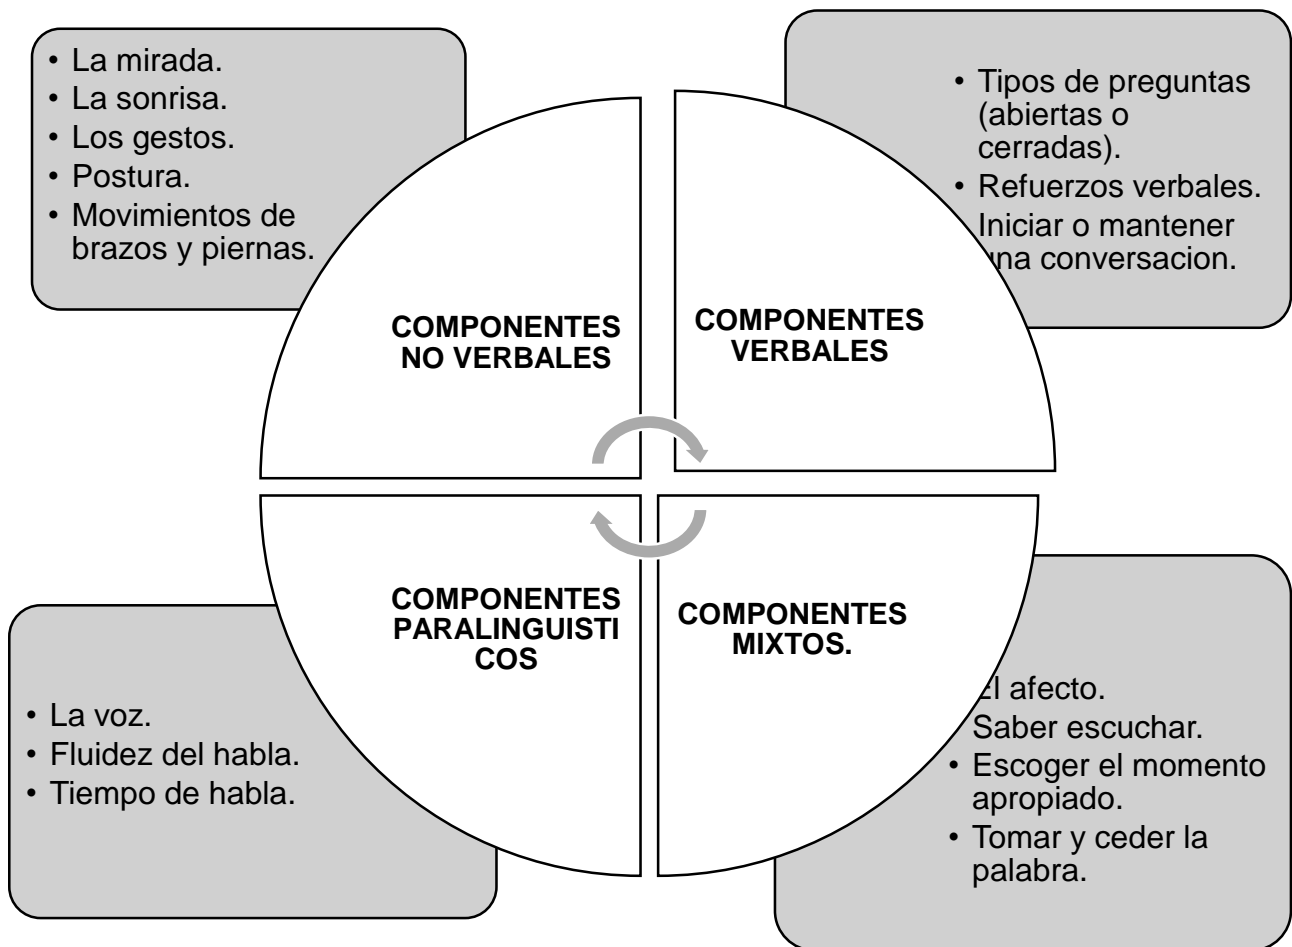 • La mirada.
• La sonrisa.
• Los gestos.
• Postura.
• Movimientos de
brazos y piernas.
COMPONENTES
NO VERBALES
• Tipos de preguntas
(abiertas o
cerradas).
• Refuerzos verbales.
Iniciar o mantener
una conversacion.
COMPONENTES
VERBALES
COMPONENTES
PARALINGUISTI
COS
• La voz.
• Fluidez del habla.
• Tiempo de habla.
COMPONENTES
MIXTOS.
El afecto.
Saber escuchar.
• Escoger el momento
apropiado.
• Tomar y ceder la
palabra.